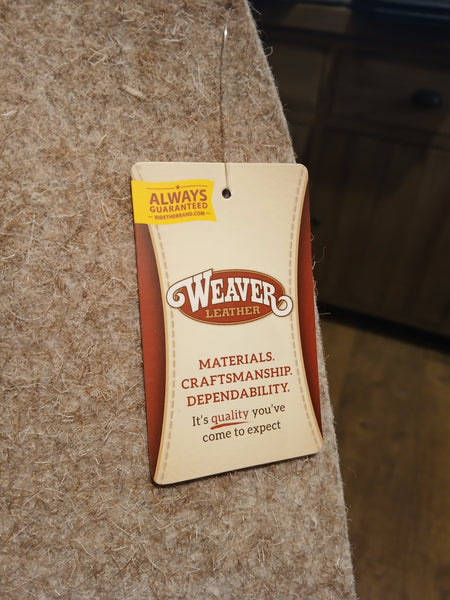 ALWAYS
GUARANTEED
RIDETHEBRAND.COM
WEAVER
LEATHER
MATERIALS.
CRAFTSMANSHIP.
DEPENDABILITY.
It's quality you've
come to expect